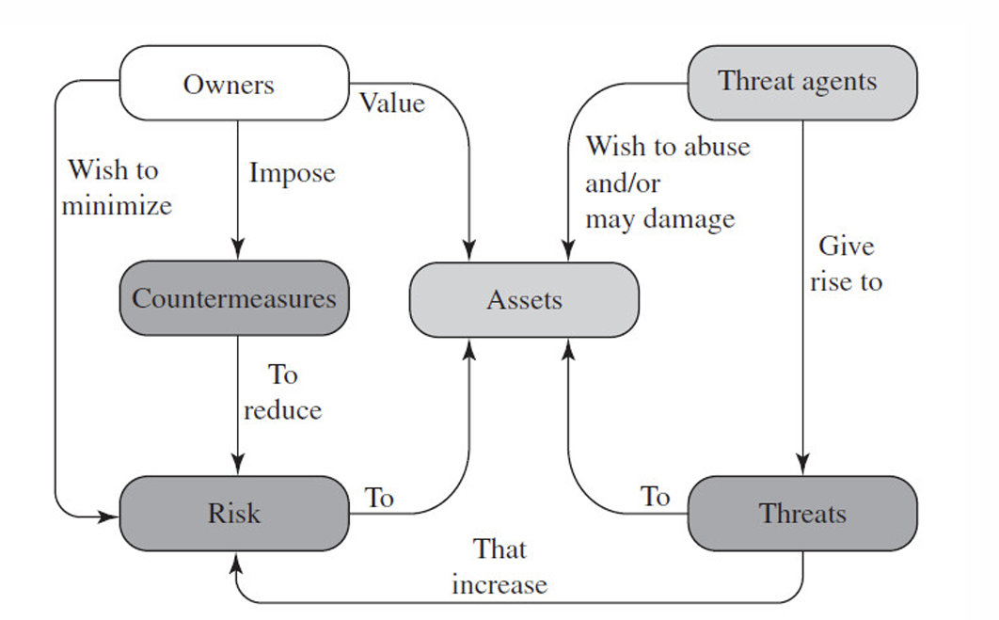 Owners
Value
Threat agents
Wish to
minimize
Impose
Wish to abuse
and/or
may damage
Give
rise to
Countermeasures
Assets
To
reduce
Risk
To
To
Threats
That
increase